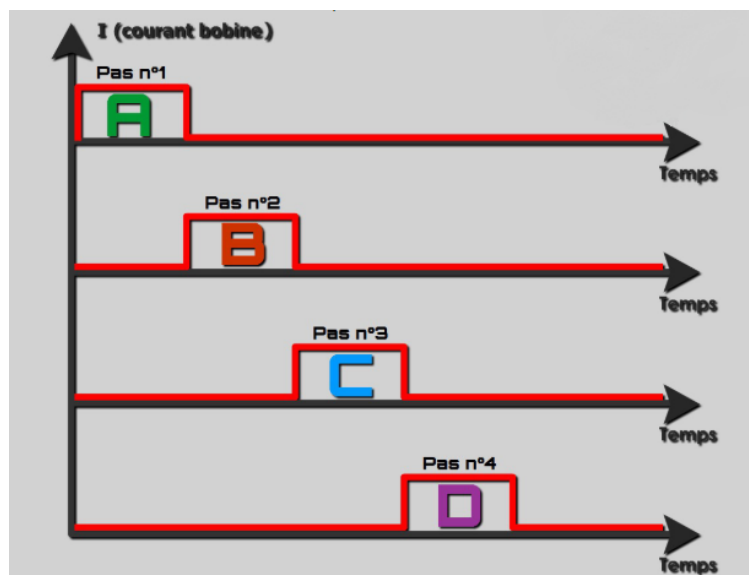 I (courant bobine)
Pas n°1
A
Temps
Pas n°2
B
Temps
Pas n°3
C
Temps
Pas n°4
D
Temps